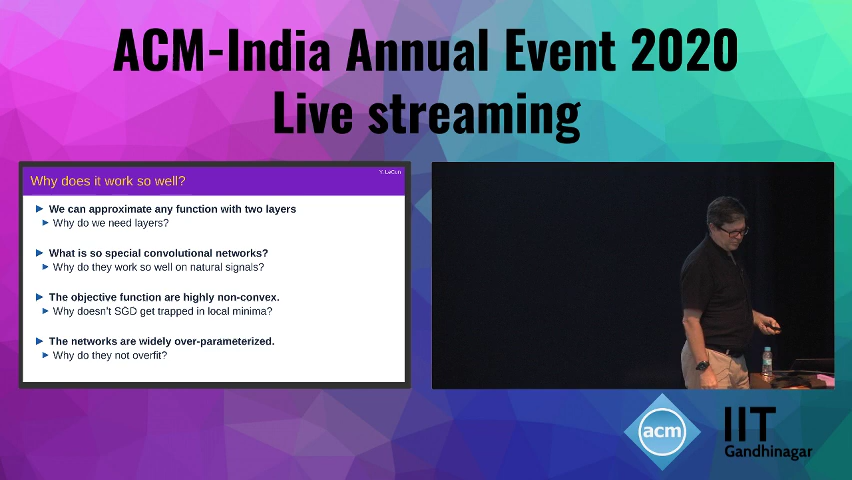 ACM-India Annual Event 2020
Live streaming
Y. LeCun
Why does it work so well?
We can approximate any function with two layers
Why do we need layers?
What is so special convolutional networks?
Why do they work so well on natural signals?
The objective function are highly non-convex.
Why doesn't SGD get trapped in local minima?
The networks are widely over-parameterized.
Why do they not overfit?
acm
IIT
Gandhinagar